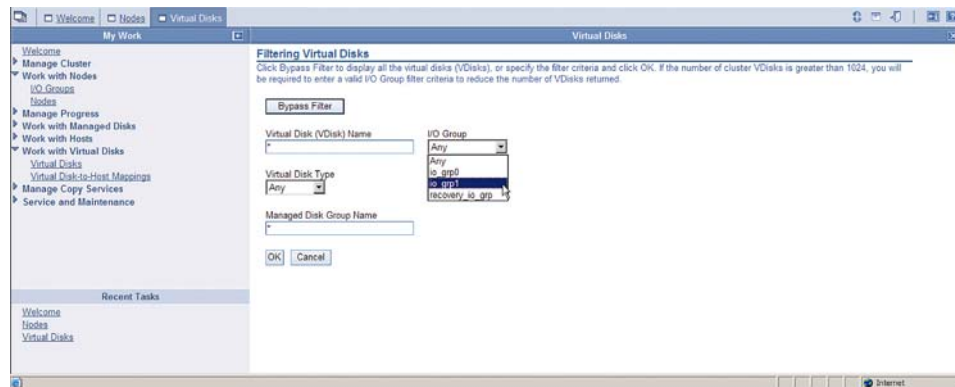 Welcome
Nodes
Virtual Disks
My Work
Virtual Disks
Welcome
Manage Cluster
Work with Nodes
I/O Groups
Nodes
Manage Progress
Work with Managed Disks
Work with Hosts
Work with Virtual Disks
Virtual Disks
Virtual Disk-to-Host Mappings
Manage Copy Services
Service and Maintenance
Recent Tasks
Welcome
Nodes
Virtual Disks
Filtering Virtual Disks
Click Bypass Filter to display all the virtual disks (VDisks), or specify the filter criteria and click OK. If the number of cluster VDisks is greater than 1024, you will
be required to enter a valid I/O Group filter criteria to reduce the number of VDisks returned.
Bypass Filter
Virtual Disk (VDisk) Name
*
I/O Group
Any
Any
io_grp0
io_grp1
recovery_io_grp
Virtual Disk Type
Any
Managed Disk Group Name
*
OK
Cancel
Internet